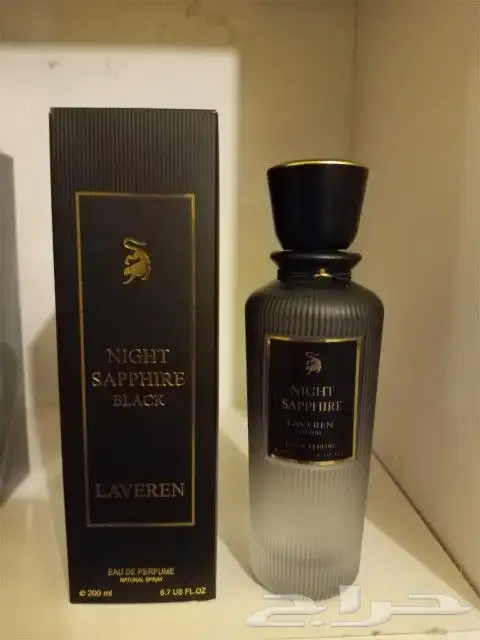 NIGHT
SAPPHIRE
BLACK
LAVEREN
EAU DE PERFUME
NATURAL SPRAY
℮ 200 ml 6.7 US FL.OZ
NIGHT
SAPPHIRE
LAVEREN
حراج